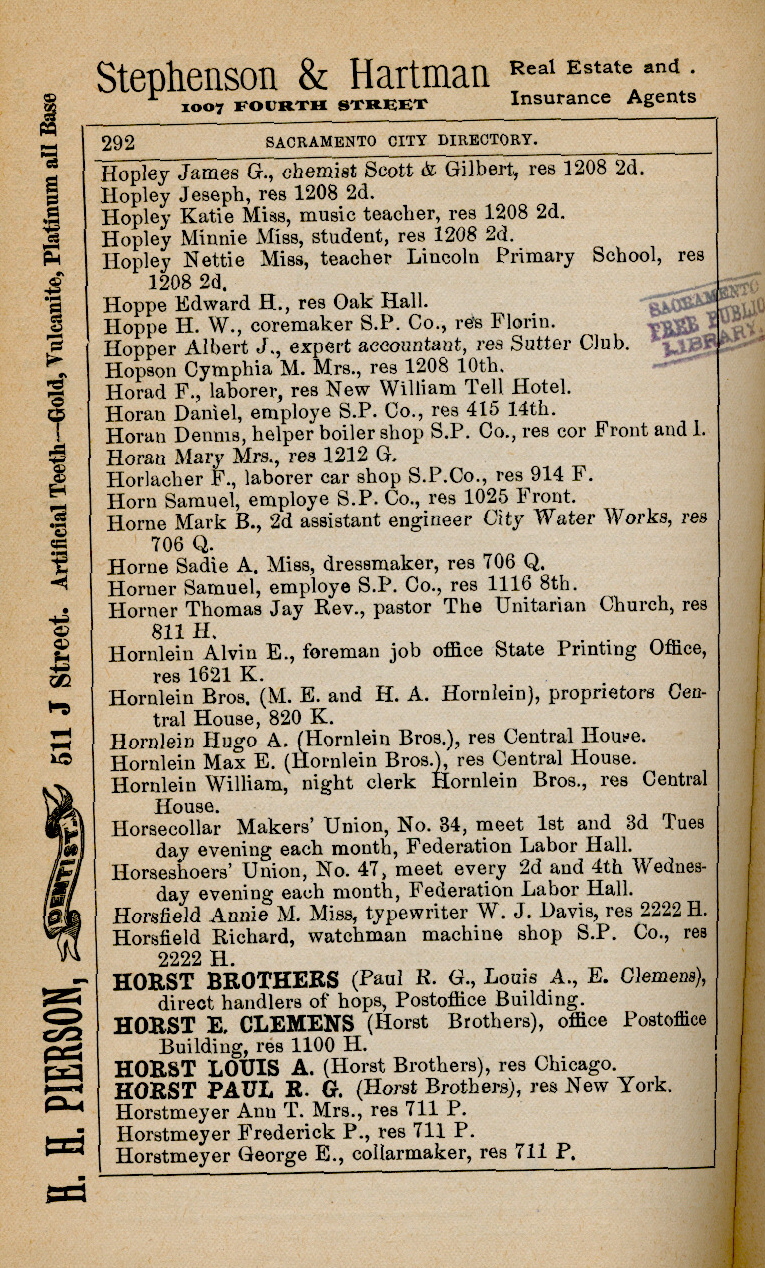 Stephenson & Hartman
1007 FOURTH STREET
Real Estate and .
Insurance Agents
292 SACRAMENTO CITY DIRECTORY.
Hopley James G., chemist Scott & Gilbert, res 1208 2d.
Hopley Jeseph, res 1208 2d.
Hopley Katie Miss, music teacher, res 1208 2d.
Hopley Minnie Miss, student, res 1208 2d.
Hopley Nettie Miss, teacher Lincoln Primary School, res
1208 2d.
Hoppe Edward H., res Oak Hall.
Hoppe H. W., coremaker S.P. Co., res Florin.
Hopper Albert J., expert accountant, res Sutter Club.
Hopson Cymphia M. Mrs., res 1208 10th.
Horad F., laborer, res New William Tell Hotel.
Horan Daniel, employe S.P. Co., res 415 14th.
Horan Dennis, helper boiler shop S.P. Co., res cor Front and I.
Horan Mary Mrs., res 1212 G.
Horlacher F., laborer car shop S.P.Co., res 914 F.
Horn Samuel, employe S.P. Co., res 1025 Front.
Horne Mark B., 2d assistant engineer City Water Works, res
706 Q.
Horne Sadie A. Miss, dressmaker, res 706 Q.
Horner Samuel, employe S.P. Co., res 1116 8th.
Horner Thomas Jay Rev., pastor The Unitarian Church, res
811 H.
Hornlein Alvin E., foreman job office State Printing Office,
res 1621 K.
Hornlein Bros. (M. E. and H. A. Hornlein), proprietors Cen-
tral House, 820 K.
Hornlein Hugo A. (Hornlein Bros.), res Central House.
Hornlein Max E. (Hornlein Bros.), res Central House.
Hornlein William, night clerk Hornlein Bros., res Central
House.
Horsecollar Makers' Union, No. 34, meet 1st and 3d Tues
day evening each month, Federation Labor Hall.
Horseshoers' Union, No. 47, meet every 2d and 4th Wednes-
day evening each month, Federation Labor Hall.
Horsfield Annie M. Miss, typewriter W. J. Davis, res 2222 H.
Horsfield Richard, watchman machine shop S.P. Co., res
2222 H.
HORST BROTHERS (Paul R. G., Louis A., E. Clemens),
direct handlers of hops, Postoffice Building.
HORST E. CLEMENS (Horst Brothers), office Postoffice
Building, res 1100 H.
HORST LOUIS A. (Horst Brothers), res Chicago.
HORST PAUL R. G. (Horst Brothers), res New York.
Horstmeyer Ann T. Mrs., res 711 P.
Horstmeyer Frederick P., res 711 P.
Horstmeyer George E., collarmaker, res 711 P.
H. H. PIERSON, DENTIST. 511 J Street. Artificial Teeth—Gold, Vulcanite, Platinum all Base
SACRAMENTO
FREE PUBLIC
LIBRARY.